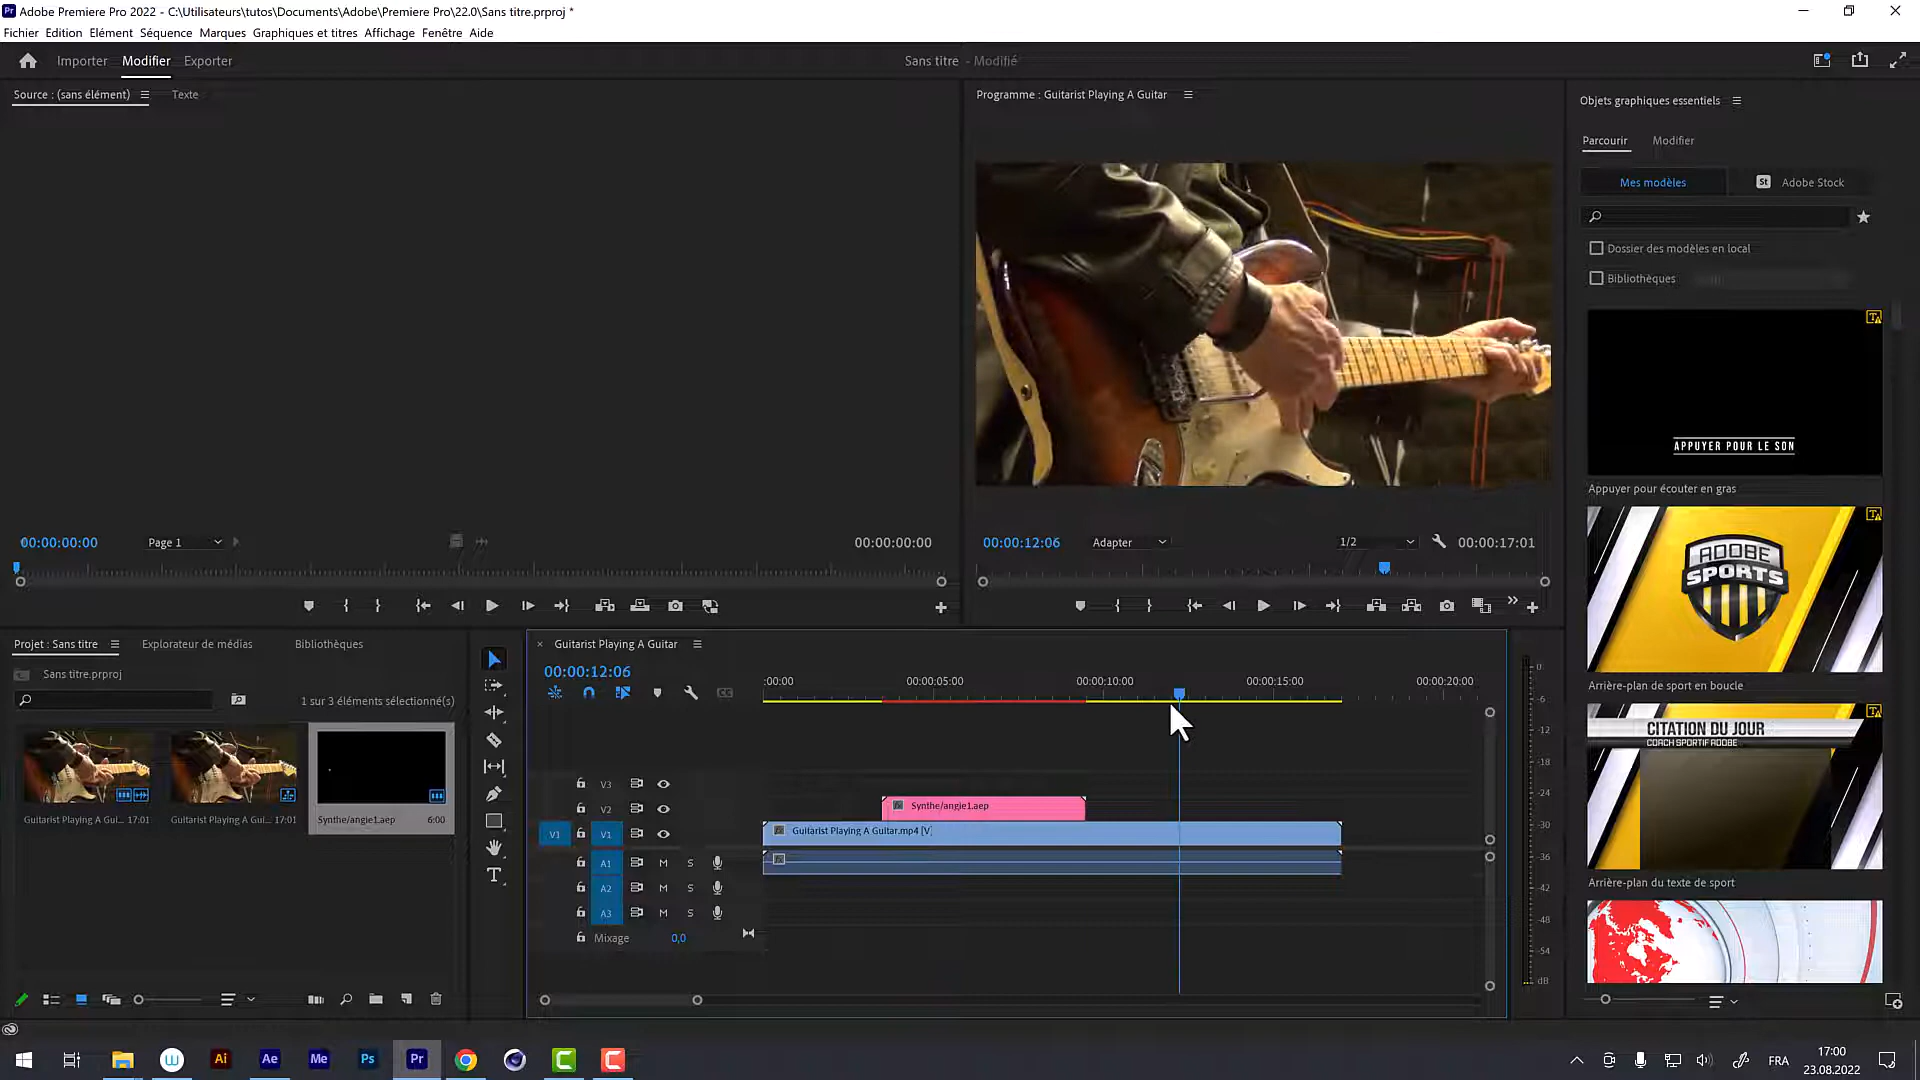 Adobe Premiere Pro 2022 - C:\Utilisateurs\tutos\Documents\Adobe\Premiere Pro\22.0\Sans titre.prproj *
Fichier Edition Elément Séquence Marques Graphiques et titres Affichage Fenêtre Aide
Importer Modifier Exporter
Sans titre - Modifié
Source : (sans élément) Texte
Programme : Guitarist Playing A Guitar
Objets graphiques essentiels
Parcourir Modifier
Mes modèles St Adobe Stock
Dossier des modèles en local
Bibliothèques
APPUYER POUR LE SON
Appuyer pour écouter en gras
ADOBE
SPORTS
Arrière-plan de sport en boucle
CITATION DU JOUR
COACH SPORTIF ADOBE
Arrière-plan du texte de sport
00:00:00:00 Page 1 00:00:00:00
00:00:12:06 Adapter 1/2 00:00:17:01
Projet : Sans titre Explorateur de médias Bibliothèques
Sans titre.prproj
1 sur 3 éléments sélectionné(s)
Guitarist Playing A Gui... 17:01
Guitarist Playing A Gui... 17:01
Synthe/angle1.aep 6:00
Guitarist Playing A Guitar
00:00:12:06
:00:00 00:00:05:00 00:00:10:00 00:00:15:00 00:00:20:00
V3
V2 Synthe/angle1.aep
V1 V1 Guitarist Playing A Guitar.mp4 [V]
A1 M S
A2 M S
A3 M S
Mixage 0,0
0
-6
-12
-18
-24
-30
-36
-42
-48
-54
dB
Ai Ae Me Ps Pr
FRA
17:00
23.08.2022